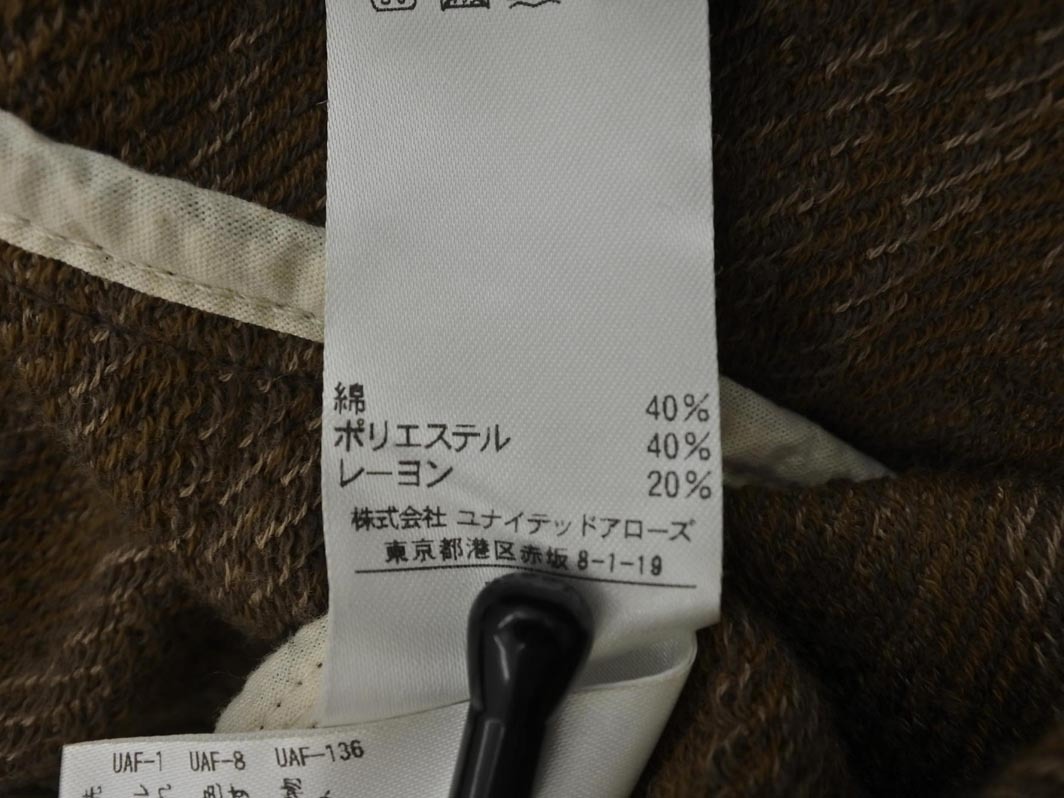 綿 40%
ポリエステル 40%
レーヨン 20%
株式会社 ユナイテッドアローズ
東京都港区赤坂8-1-19
UAF-1 UAF-8 UAF-136